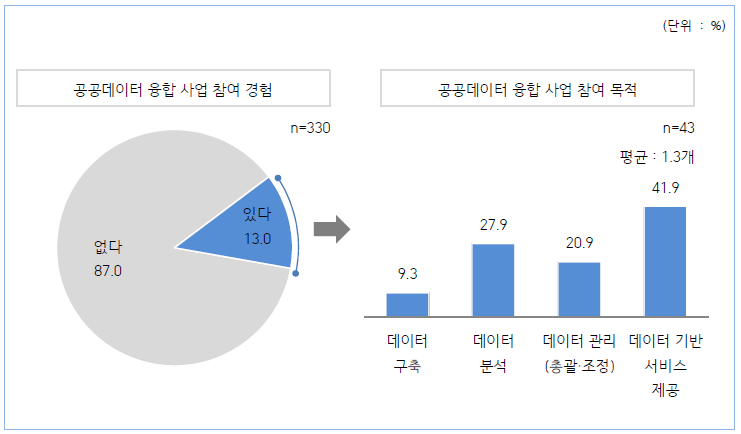 (단위 : %)
공공데이터 융합 사업 참여 경험
n=330
있다
13.0
없다
87.0
공공데이터 융합 사업 참여 목적
n=43
평균 : 1.3개
9.3
27.9
20.9
41.9
데이터
구축
데이터
분석
데이터 관리
(총괄·조정)
데이터 기반
서비스
제공